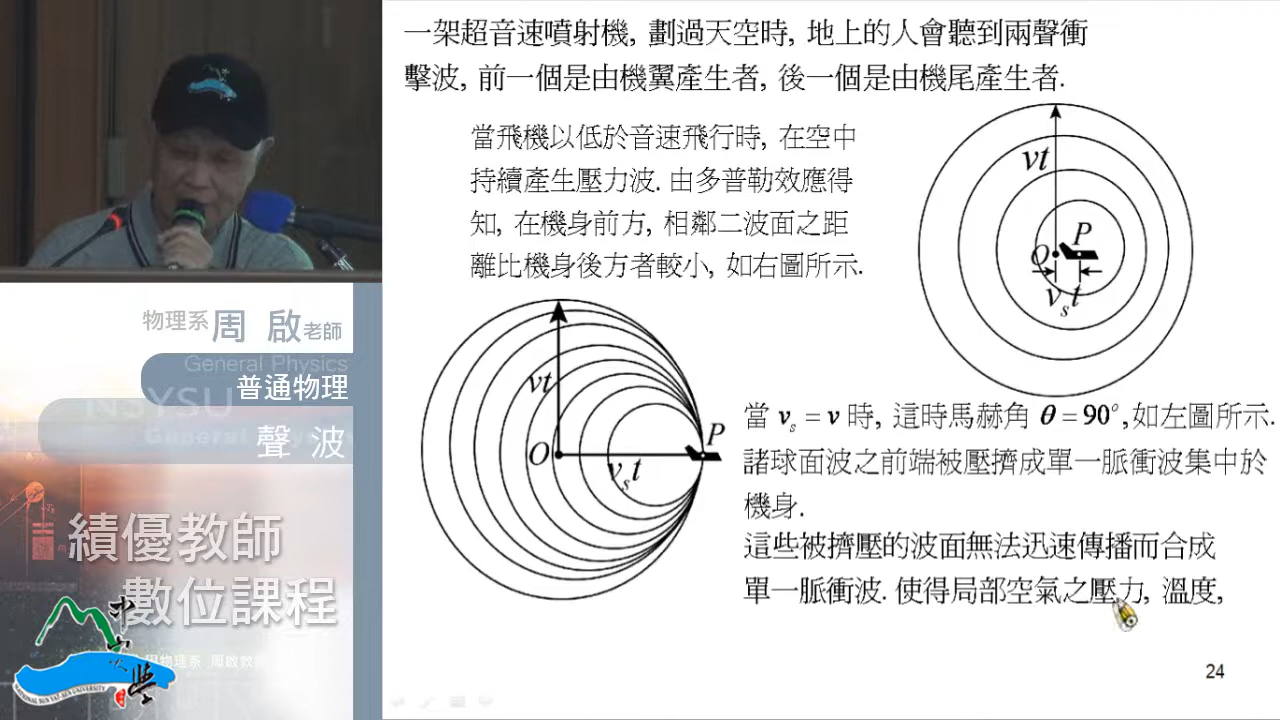 一架超音速噴射機, 劃過天空時, 地上的人會聽到兩聲衝
擊波, 前一個是由機翼產生者, 後一個是由機尾產生者.
當飛機以低於音速飛行時, 在空中
持續產生壓力波. 由多普勒效應得
知, 在機身前方, 相鄰二波面之距
離比機身後方者較小, 如右圖所示.
vt
P
O
v_s t
vt
P
O
v_s t
當 v_s = v 時, 這時馬赫角 θ = 90°,如左圖所示.
諸球面波之前端被壓擠成單一脈衝波集中於
機身.
這些被擠壓的波面無法迅速傳播而合成
單一脈衝波. 使得局部空氣之壓力, 溫度,
24
物理系 周 啟 老師
General Physics
普通物理
NSYSU
聲 波
績優教師
數位課程